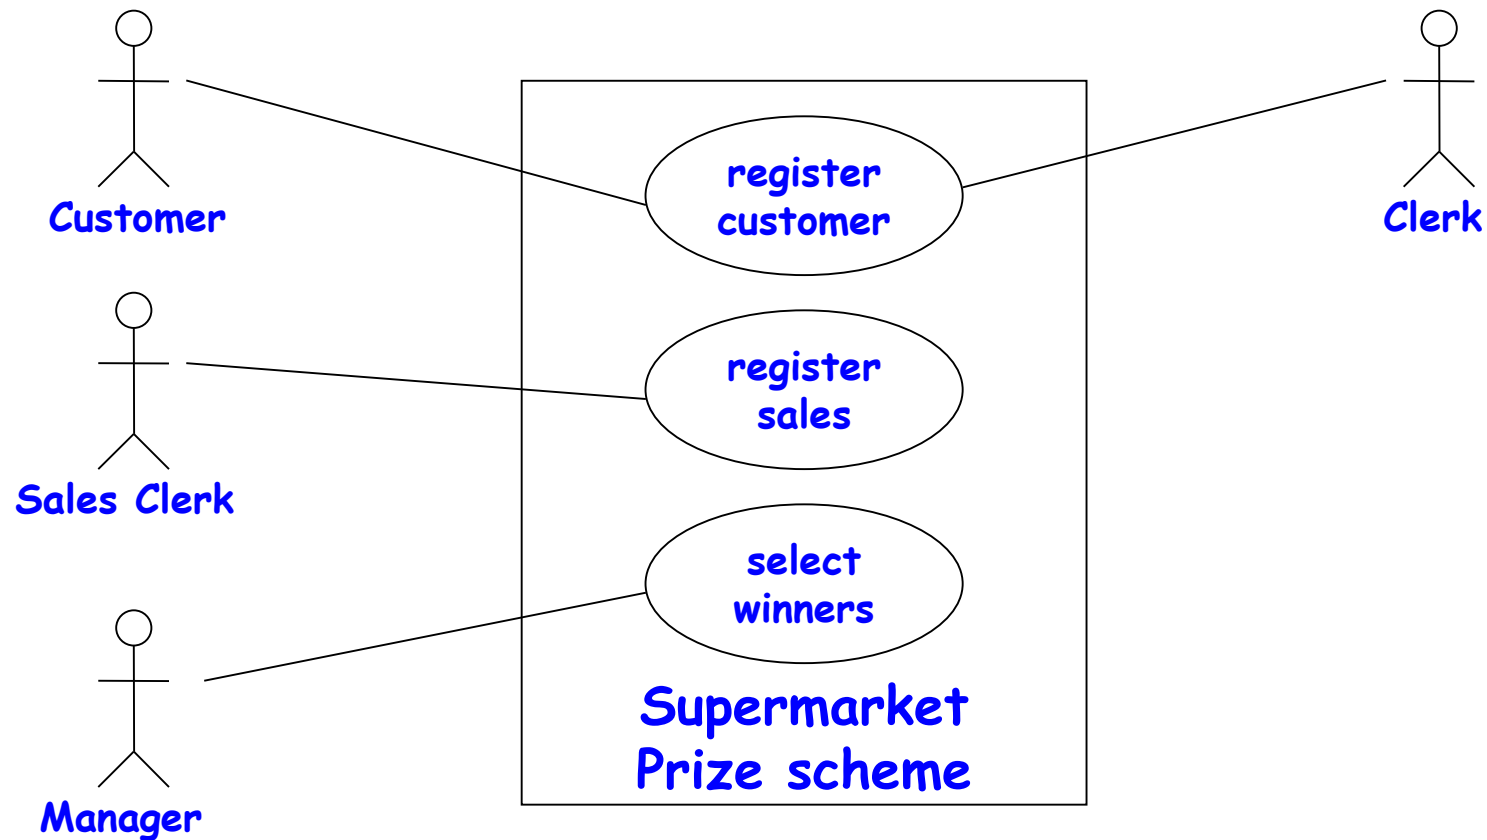 register
customer
Customer
Clerk
register
sales
Sales Clerk
select
winners
Supermarket
Prize scheme
Manager